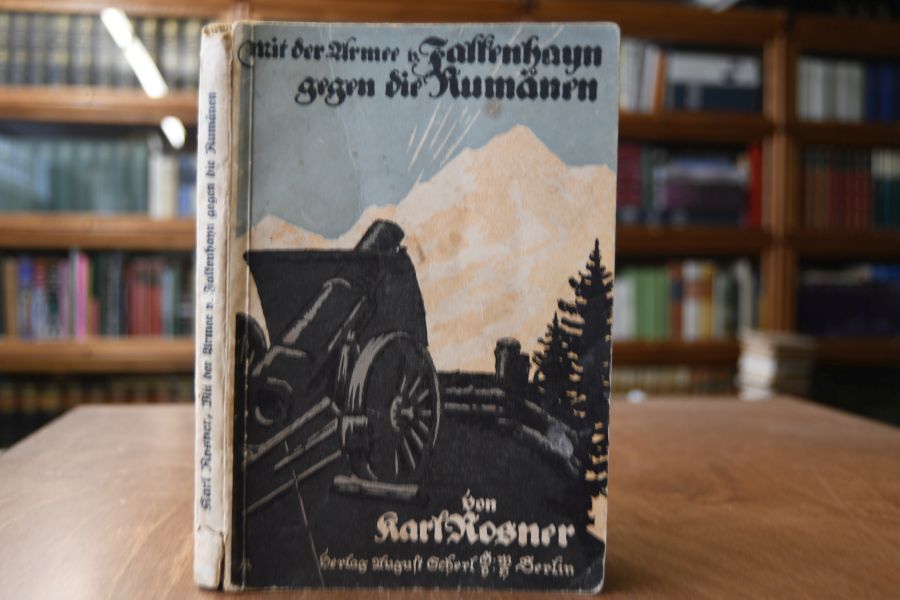 Mit der Armee v. Falkenhayn
gegen die Rumänen
von
Karl Rosner
Verlag August Scherl G.m.b.H. Berlin
Karl Rosner, Mit der Armee v. Falkenhayn gegen die Rumänen